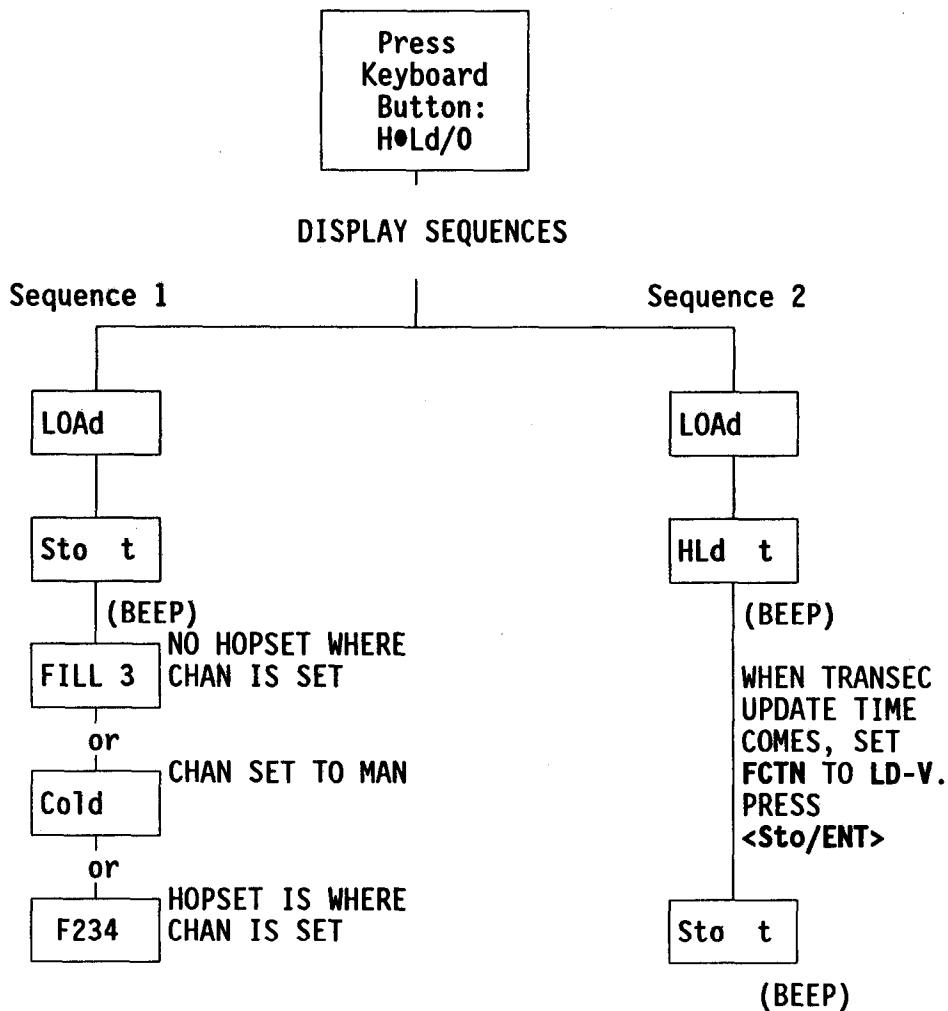 Press
Keyboard
Button:
H●Ld/0
DISPLAY SEQUENCES
Sequence 1
LOAd
Sto t
(BEEP)
FILL 3
NO HOPSET WHERE
CHAN IS SET
or
Cold
CHAN SET TO MAN
or
F234
HOPSET IS WHERE
CHAN IS SET
Sequence 2
LOAd
HLd t
(BEEP)
WHEN TRANSEC
UPDATE TIME
COMES, SET
FCTN TO LD-V.
PRESS
<Sto/ENT>
Sto t
(BEEP)